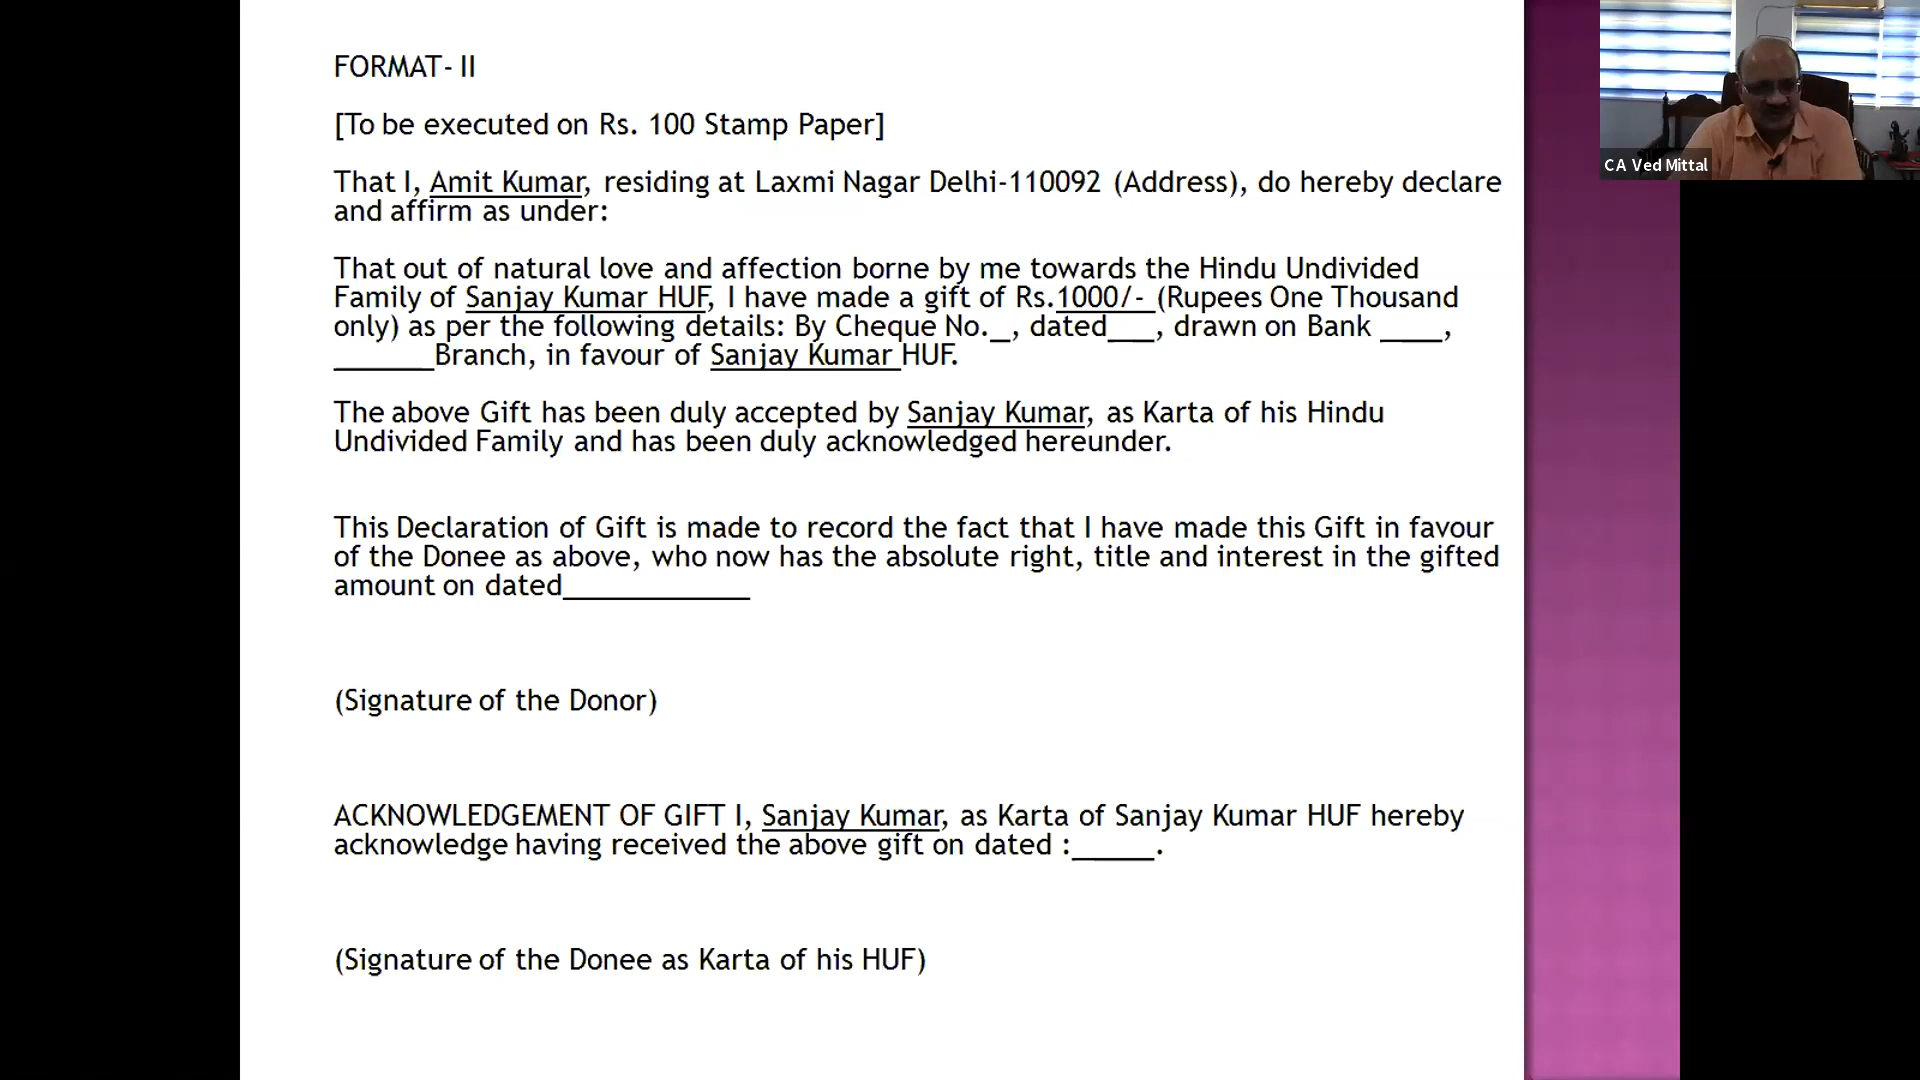 FORMAT- II
[To be executed on Rs. 100 Stamp Paper]
That I, Amit Kumar, residing at Laxmi Nagar Delhi-110092 (Address), do hereby declare
and affirm as under:
That out of natural love and affection borne by me towards the Hindu Undivided
Family of Sanjay Kumar HUF, I have made a gift of Rs.1000/- (Rupees One Thousand
only) as per the following details: By Cheque No._, dated___, drawn on Bank ____,
______Branch, in favour of Sanjay Kumar HUF.
The above Gift has been duly accepted by Sanjay Kumar, as Karta of his Hindu
Undivided Family and has been duly acknowledged hereunder.
This Declaration of Gift is made to record the fact that I have made this Gift in favour
of the Donee as above, who now has the absolute right, title and interest in the gifted
amount on dated____________
(Signature of the Donor)
ACKNOWLEDGEMENT OF GIFT I, Sanjay Kumar, as Karta of Sanjay Kumar HUF hereby
acknowledge having received the above gift on dated :_____.
(Signature of the Donee as Karta of his HUF)
CA Ved Mittal